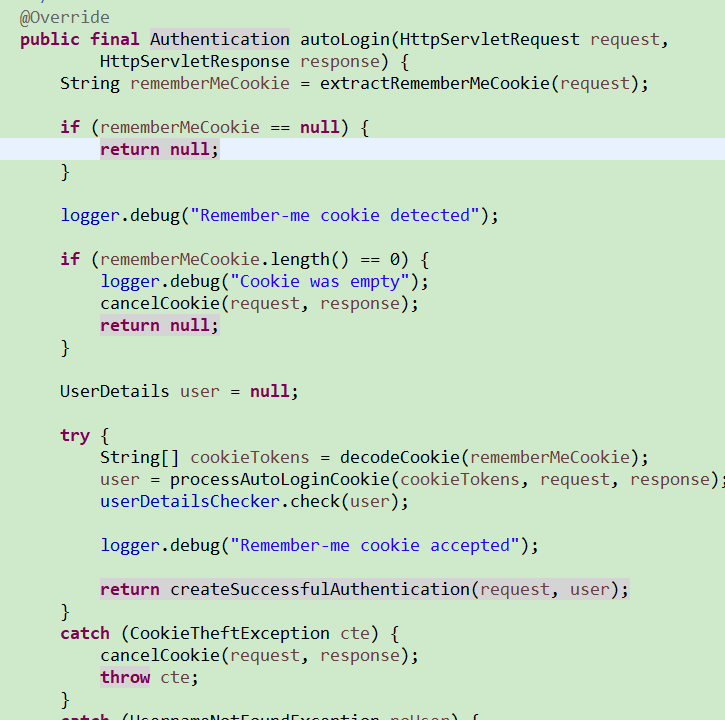 @Override
public final Authentication autoLogin(HttpServletRequest request,
HttpServletResponse response) {
String rememberMeCookie = extractRememberMeCookie(request);
if (rememberMeCookie == null) {
return null;
}
logger.debug("Remember-me cookie detected");
if (rememberMeCookie.length() == 0) {
logger.debug("Cookie was empty");
cancelCookie(request, response);
return null;
}
UserDetails user = null;
try {
String[] cookieTokens = decodeCookie(rememberMeCookie);
user = processAutoLoginCookie(cookieTokens, request, response);
userDetailsChecker.check(user);
logger.debug("Remember-me cookie accepted");
return createSuccessfulAuthentication(request, user);
}
catch (CookieTheftException cte) {
cancelCookie(request, response);
throw cte;
}
catch (UsernameNotFoundException noUser) {